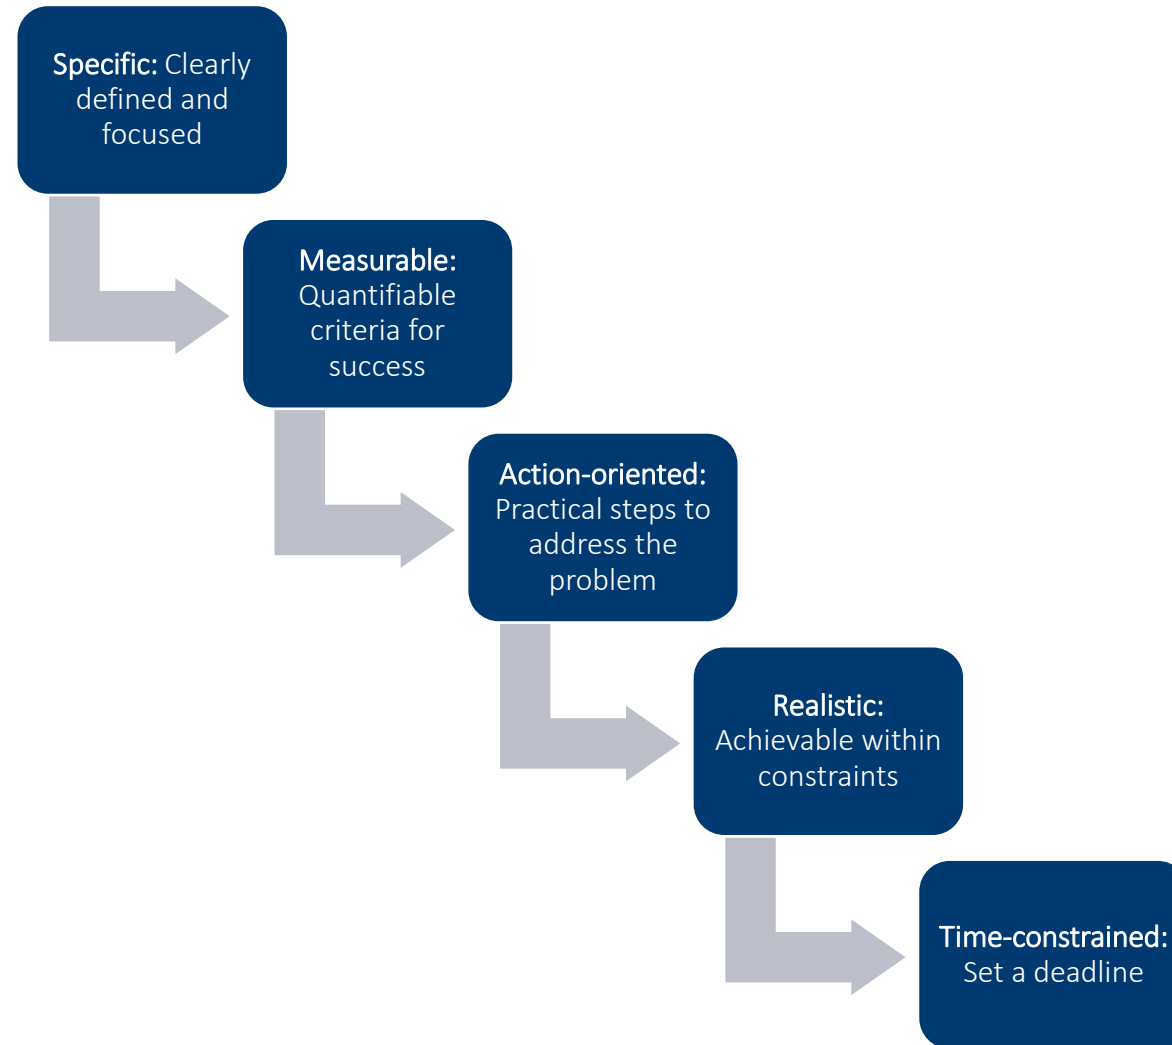 Specific: Clearly
defined and
focused
Measurable:
Quantifiable
criteria for
success
Action-oriented:
Practical steps to
address the
problem
Realistic:
Achievable within
constraints
Time-constrained:
Set a deadline